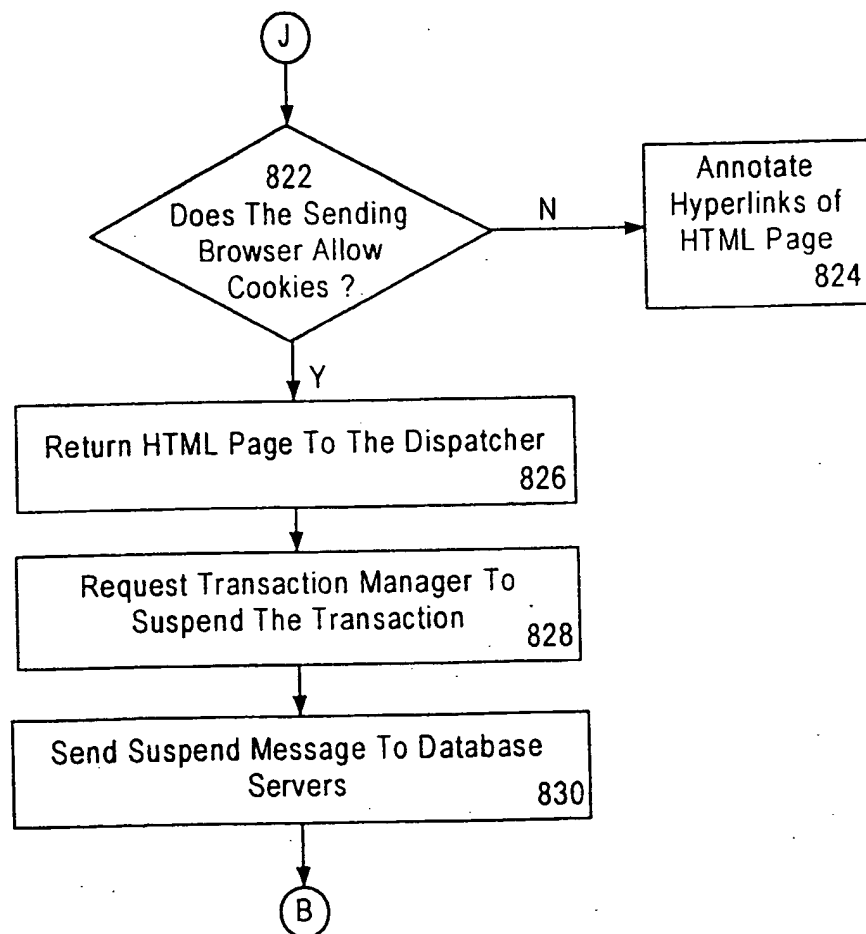 J
822
Does The Sending
Browser Allow
Cookies ?
N
Annotate
Hyperlinks of
HTML Page
824
Y
Return HTML Page To The Dispatcher
826
Request Transaction Manager To
Suspend The Transaction
828
Send Suspend Message To Database
Servers
830
B